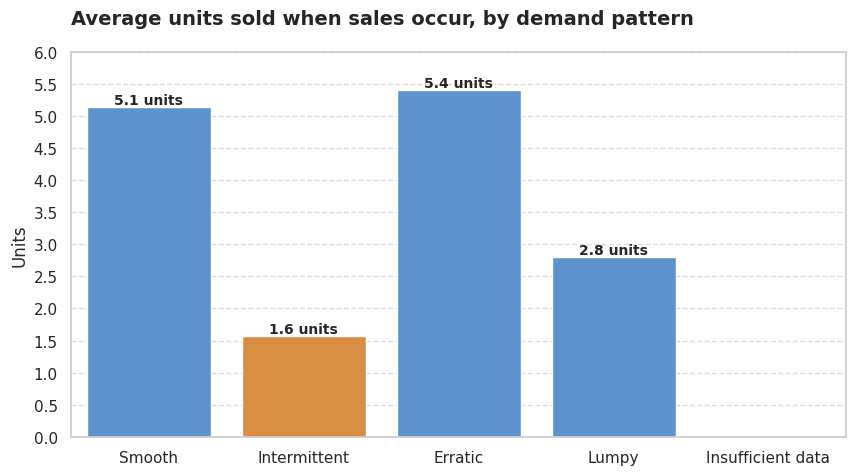 Average units sold when sales occur, by demand pattern
6.0
5.5
5.0
4.5
4.0
3.5
3.0
2.5
2.0
1.5
1.0
0.5
0.0
Units
5.1 units
1.6 units
5.4 units
2.8 units
Smooth
Intermittent
Erratic
Lumpy
Insufficient data